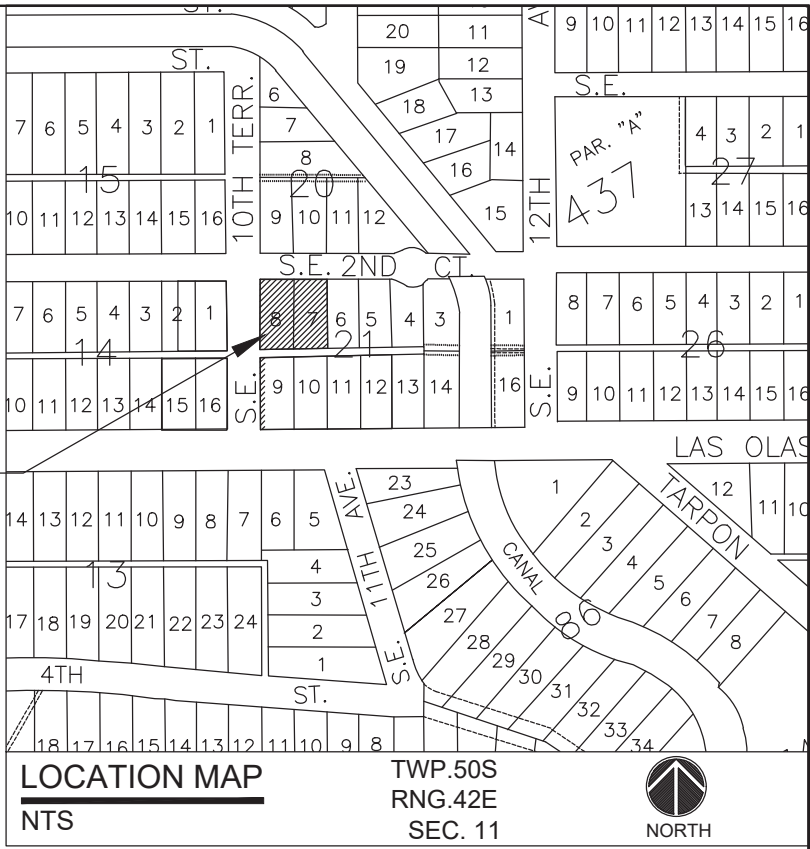 20 11 AV 9 10 11 12 13 14 15 16
ST.
19 12
S.E.
6 18 13
7 6 5 4 3 2 1 10TH TERR. 7 17 14 PAR. "A" 4 3 2 1
15 20 8 16 437 27
10 11 12 13 14 15 16 9 10 11 12 15 12TH 13 14 15 16
S.E. 2ND CT.
7 6 5 4 3 2 1 8 7 6 5 4 3 1 8 7 6 5 4 3 2 1
14 21 26
10 11 12 13 14 15 16 S.E. 9 10 11 12 13 14 16 S.E. 9 10 11 12 13 14 15 16
LAS OLAS
14 13 12 11 10 9 8 7 6 5 S.E. 11TH AVE. 23 1 TARPON 12 11 10
24 2
13 4 25 CANAL 3
3 26 86 4
17 18 19 20 21 22 23 24 2 27 5
1 28 6
4TH ST. 29 7
30 8
31
32
33
18 17 16 15 14 13 12 11 10 9 8 34
LOCATION MAP
NTS
TWP.50S
RNG.42E
SEC. 11
NORTH